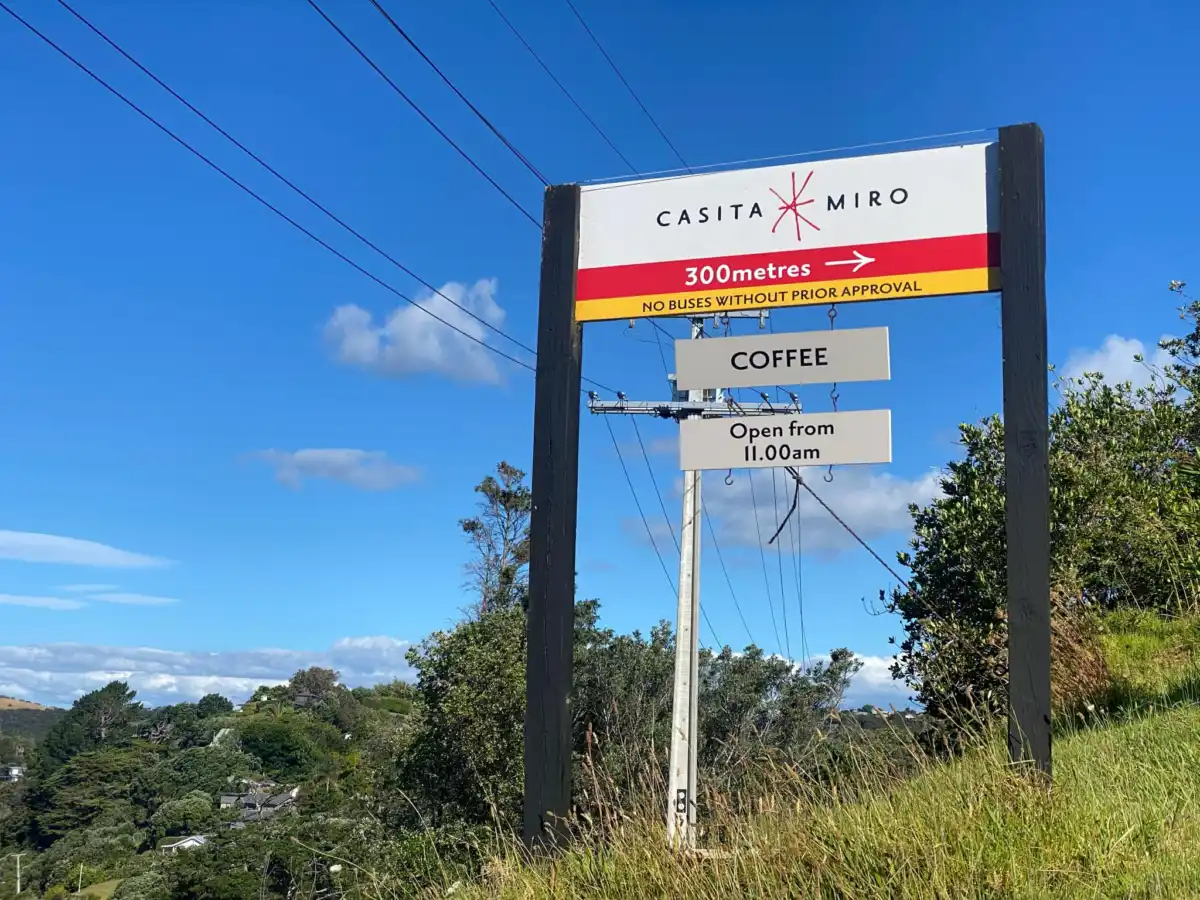 CASITA MIRO
300metres →
NO BUSES WITHOUT PRIOR APPROVAL
COFFEE
Open from
11.00am